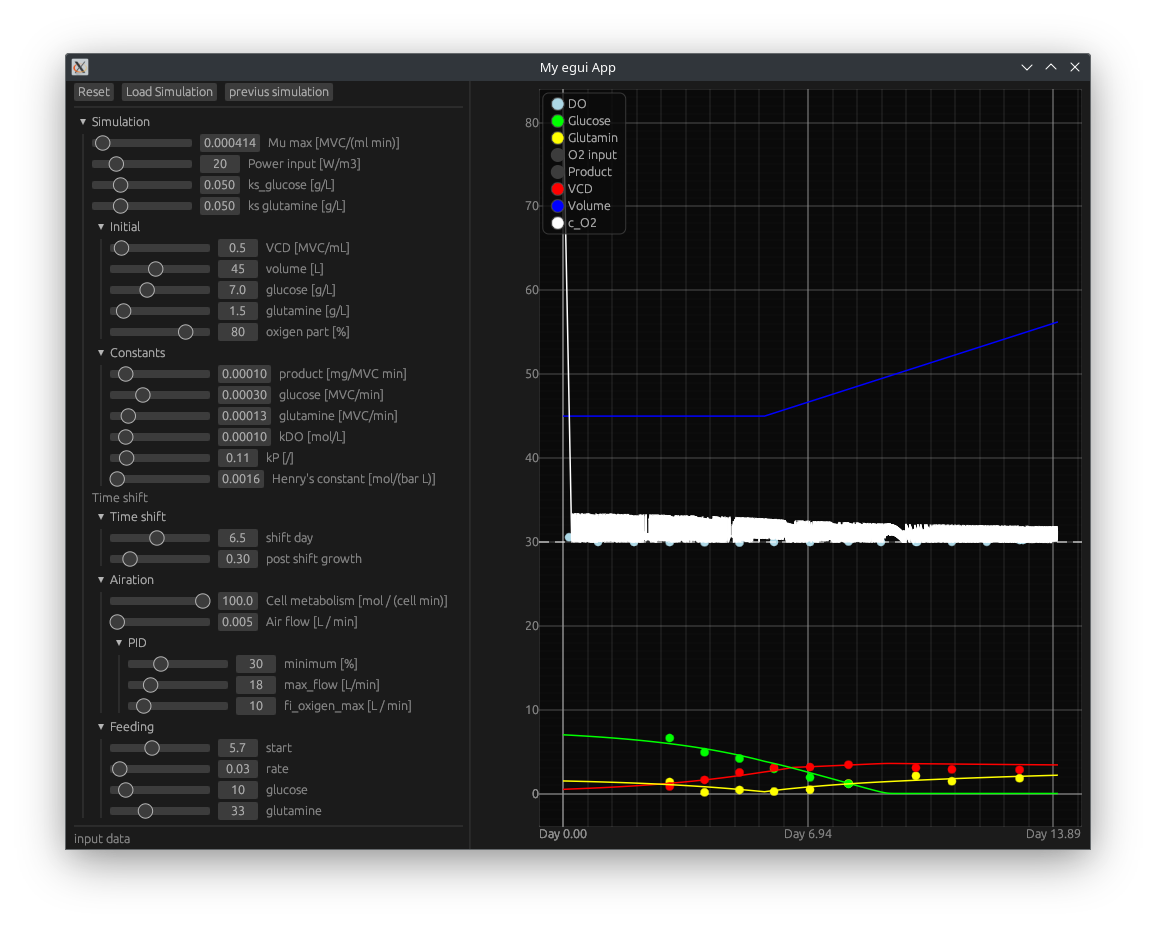 My egui App
Reset Load Simulation previus simulation
Simulation
0.000414 Mu max [MVC/(ml min)]
20 Power input [W/m3]
0.050 ks_glucose [g/L]
0.050 ks glutamine [g/L]
Initial
0.5 VCD [MVC/mL]
45 volume [L]
7.0 glucose [g/L]
1.5 glutamine [g/L]
80 oxigen part [%]
Constants
0.00010 product [mg/MVC min]
0.00030 glucose [MVC/min]
0.00013 glutamine [MVC/min]
0.00010 kDO [mol/L]
0.11 kP [/]
0.0016 Henry's constant [mol/(bar L)]
Time shift
Time shift
6.5 shift day
0.30 post shift growth
Airation
100.0 Cell metabolism [mol / (cell min)]
0.005 Air flow [L / min]
PID
30 minimum [%]
18 max_flow [L/min]
10 fi_oxigen_max [L / min]
Feeding
5.7 start
0.03 rate
10 glucose
33 glutamine
input data
DO
Glucose
Glutamin
O2 input
Product
VCD
Volume
c_O2
80
70
60
50
40
30
20
10
0
Day 0.00 Day 6.94 Day 13.89